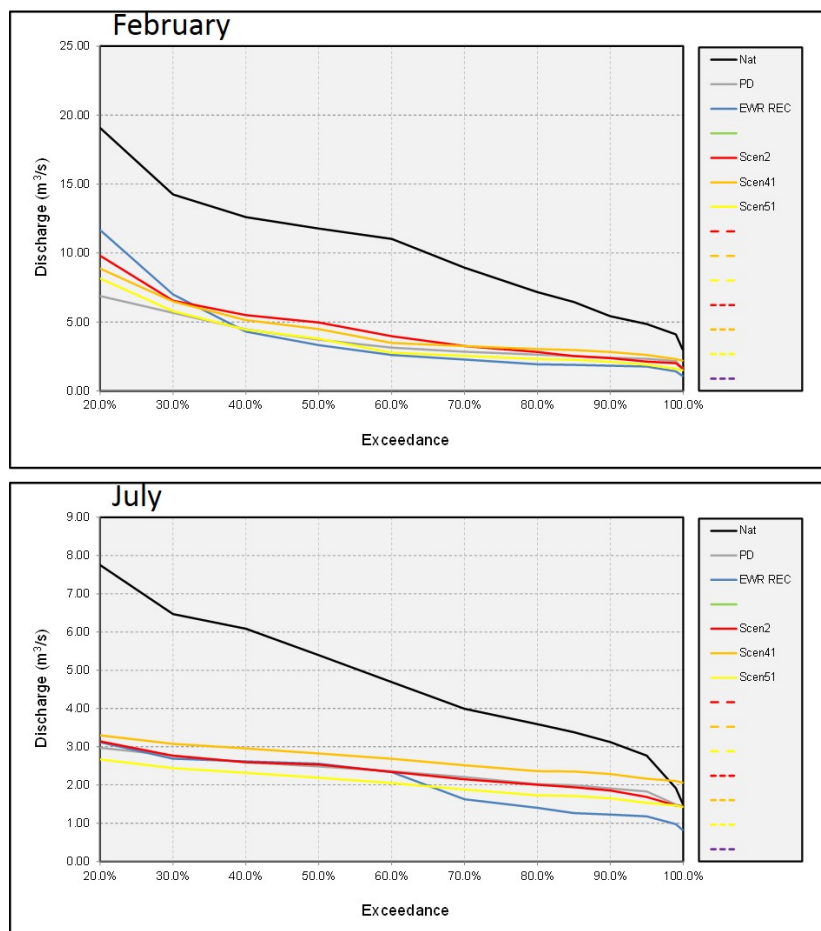 February
25.00
20.00
15.00
10.00
5.00
0.00
Discharge (m³/s)
20.0% 30.0% 40.0% 50.0% 60.0% 70.0% 80.0% 90.0% 100.0%
Exceedance
Nat
PD
EWR REC
Scen2
Scen41
Scen51
July
9.00
8.00
7.00
6.00
5.00
4.00
3.00
2.00
1.00
0.00
Discharge (m³/s)
20.0% 30.0% 40.0% 50.0% 60.0% 70.0% 80.0% 90.0% 100.0%
Exceedance
Nat
PD
EWR REC
Scen2
Scen41
Scen51